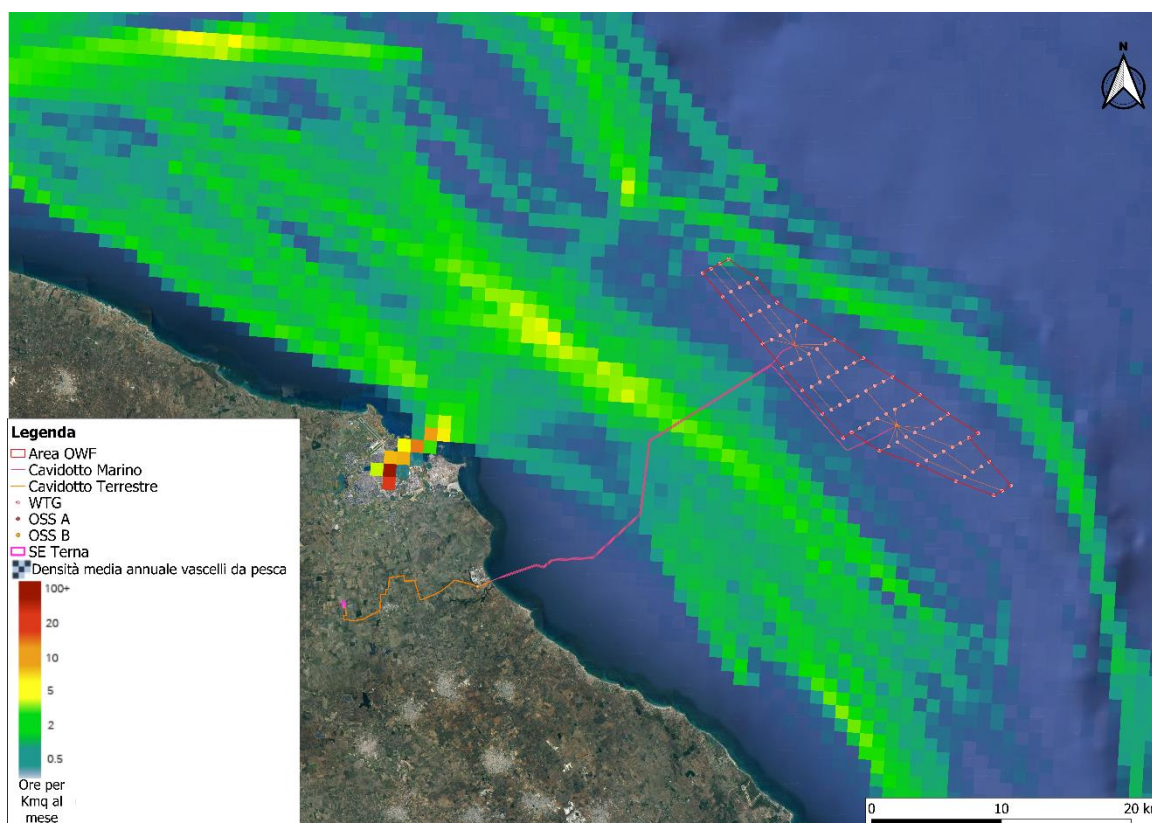 N
Legenda
Area OWF
Cavidotto Marino
Cavidotto Terrestre
WTG
OSS A
OSS B
SE Terna
Densità media annuale vascelli da pesca
100+
20
10
5
2
0.5
Ore per
Kmq al
mese
0 10 20 km